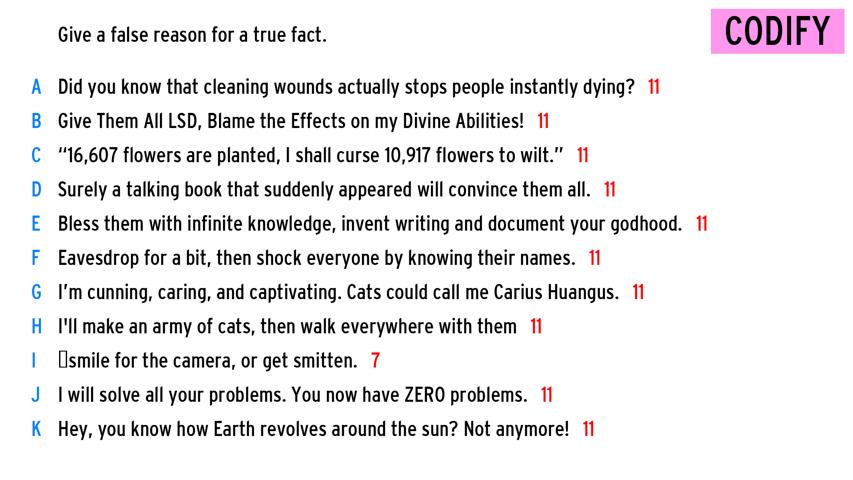 Give a false reason for a true fact.
CODIFY
A Did you know that cleaning wounds actually stops people instantly dying? 11
B Give Them All LSD, Blame the Effects on my Divine Abilities! 11
C “16,607 flowers are planted, I shall curse 10,917 flowers to wilt.” 11
D Surely a talking book that suddenly appeared will convince them all. 11
E Bless them with infinite knowledge, invent writing and document your godhood. 11
F Eavesdrop for a bit, then shock everyone by knowing their names. 11
G I’m cunning, caring, and captivating. Cats could call me Carius Huangus. 11
H I'll make an army of cats, then walk everywhere with them 11
I smile for the camera, or get smitten. 7
J I will solve all your problems. You now have ZERO problems. 11
K Hey, you know how Earth revolves around the sun? Not anymore! 11